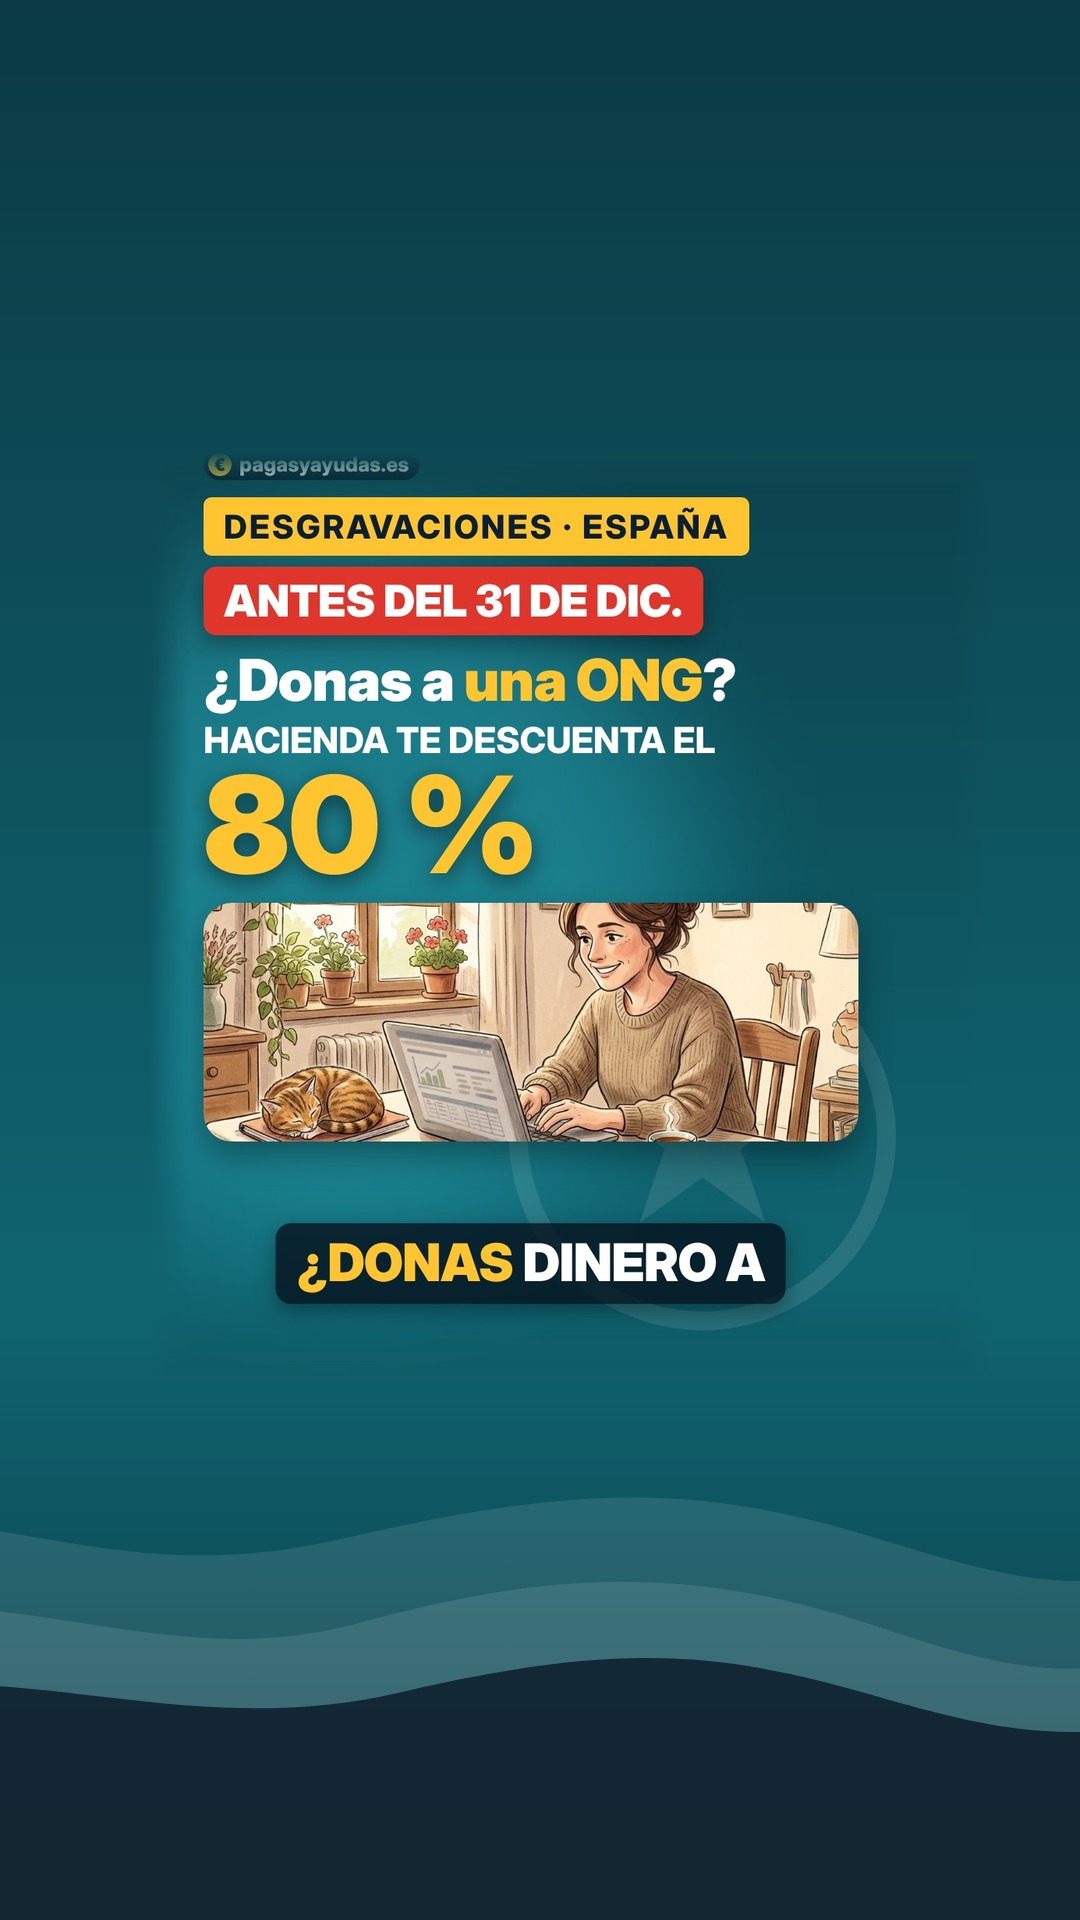 pagasyayudas.es
DESGRAVACIONES · ESPAÑA
ANTES DEL 31 DE DIC.
¿Donas a una ONG?
HACIENDA TE DESCUENTA EL
80 %
¿DONAS DINERO A